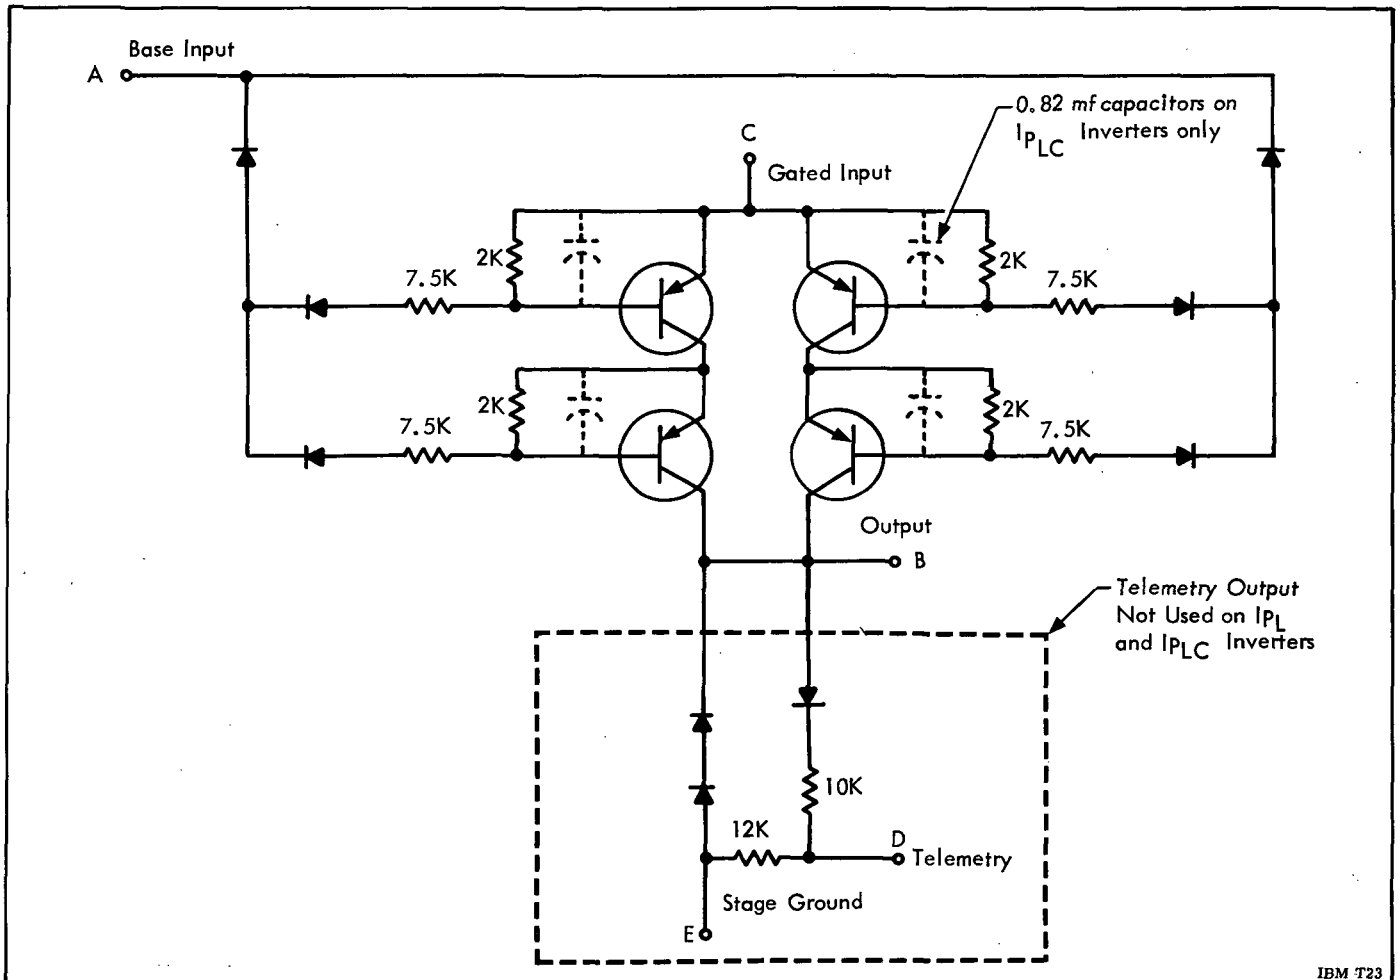 Base Input
A
0.82 mf capacitors on
IPLC Inverters only
C
Gated Input
2K
7.5K
2K
7.5K
2K
7.5K
2K
7.5K
Output
B
Telemetry Output
Not Used on IPL
and IPLC Inverters
10K
12K
D
Telemetry
Stage Ground
E
IBM T23